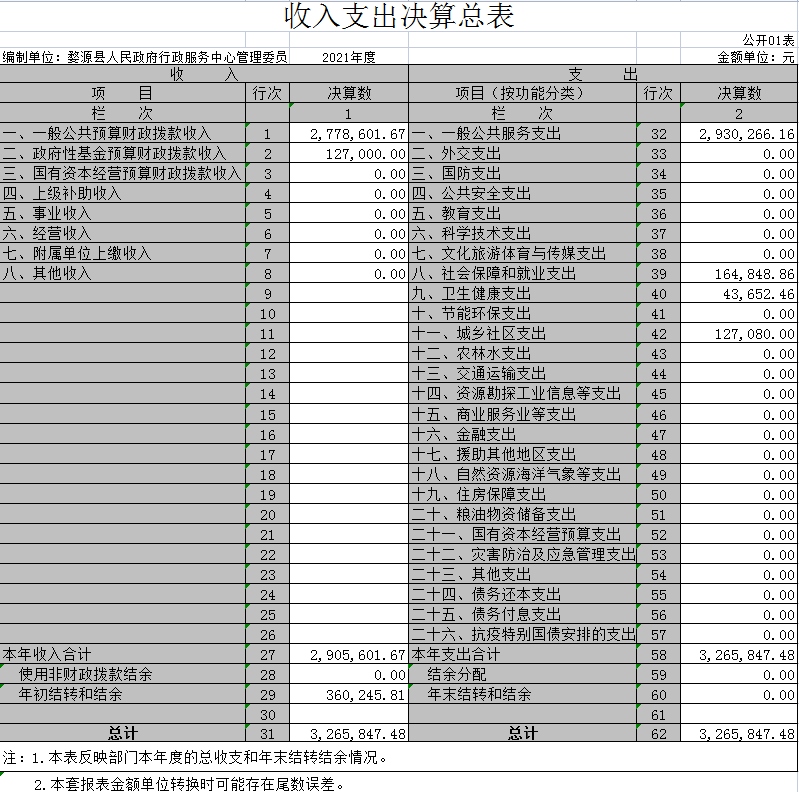 收入支出决算总表
公开01表
编制单位：婺源县人民政府行政服务中心管理委员 2021年度 金额单位：元
收 入 支 出
项 目 行次 决算数 项目（按功能分类） 行次 决算数
栏 次 1 栏 次 2
一、一般公共预算财政拨款收入 1 2,778,601.67 一、一般公共服务支出 32 2,930,266.16
二、政府性基金预算财政拨款收入 2 127,000.00 二、外交支出 33 0.00
三、国有资本经营预算财政拨款收入 3 0.00 三、国防支出 34 0.00
四、上级补助收入 4 0.00 四、公共安全支出 35 0.00
五、事业收入 5 0.00 五、教育支出 36 0.00
六、经营收入 6 0.00 六、科学技术支出 37 0.00
七、附属单位上缴收入 7 0.00 七、文化旅游体育与传媒支出 38 0.00
八、其他收入 8 0.00 八、社会保障和就业支出 39 164,848.86
9 九、卫生健康支出 40 43,652.46
10 十、节能环保支出 41 0.00
11 十一、城乡社区支出 42 127,080.00
12 十二、农林水支出 43 0.00
13 十三、交通运输支出 44 0.00
14 十四、资源勘探工业信息等支出 45 0.00
15 十五、商业服务业等支出 46 0.00
16 十六、金融支出 47 0.00
17 十七、援助其他地区支出 48 0.00
18 十八、自然资源海洋气象等支出 49 0.00
19 十九、住房保障支出 50 0.00
20 二十、粮油物资储备支出 51 0.00
21 二十一、国有资本经营预算支出 52 0.00
22 二十二、灾害防治及应急管理支出 53 0.00
23 二十三、其他支出 54 0.00
24 二十四、债务还本支出 55 0.00
25 二十五、债务付息支出 56 0.00
26 二十六、抗疫特别国债安排的支出 57 0.00
本年收入合计 27 2,905,601.67 本年支出合计 58 3,265,847.48
使用非财政拨款结余 28 0.00 结余分配 59 0.00
年初结转和结余 29 360,245.81 年末结转和结余 60 0.00
30 61
总计 31 3,265,847.48 总计 62 3,265,847.48
注：1.本表反映部门本年度的总收支和年末结转结余情况。
2.本套报表金额单位转换时可能存在尾数误差。